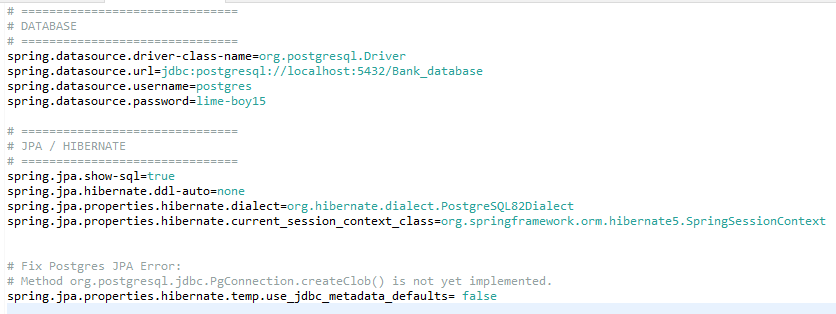 # ===============================
# DATABASE
# ===============================
spring.datasource.driver-class-name=org.postgresql.Driver
spring.datasource.url=jdbc:postgresql://localhost:5432/Bank_database
spring.datasource.username=postgres
spring.datasource.password=lime-boy15
# ===============================
# JPA / HIBERNATE
# ===============================
spring.jpa.show-sql=true
spring.jpa.hibernate.ddl-auto=none
spring.jpa.properties.hibernate.dialect=org.hibernate.dialect.PostgreSQL82Dialect
spring.jpa.properties.hibernate.current_session_context_class=org.springframework.orm.hibernate5.SpringSessionContext
# Fix Postgres JPA Error:
# Method org.postgresql.jdbc.PgConnection.createClob() is not yet implemented.
spring.jpa.properties.hibernate.temp.use_jdbc_metadata_defaults= false